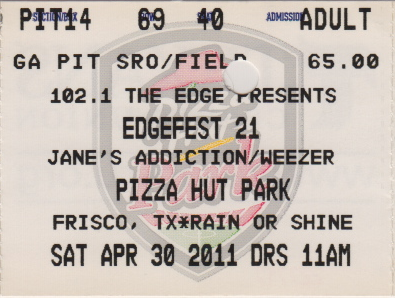 SECTION/BOX ROW SEAT ADMISSION
PIT14 69 40 ADULT
GA PIT SRO/FIELD 65.00
102.1 THE EDGE PRESENTS
EDGEFEST 21
JANE'S ADDICTION/WEEZER
PIZZA HUT PARK
FRISCO, TX*RAIN OR SHINE
SAT APR 30 2011 DRS 11AM